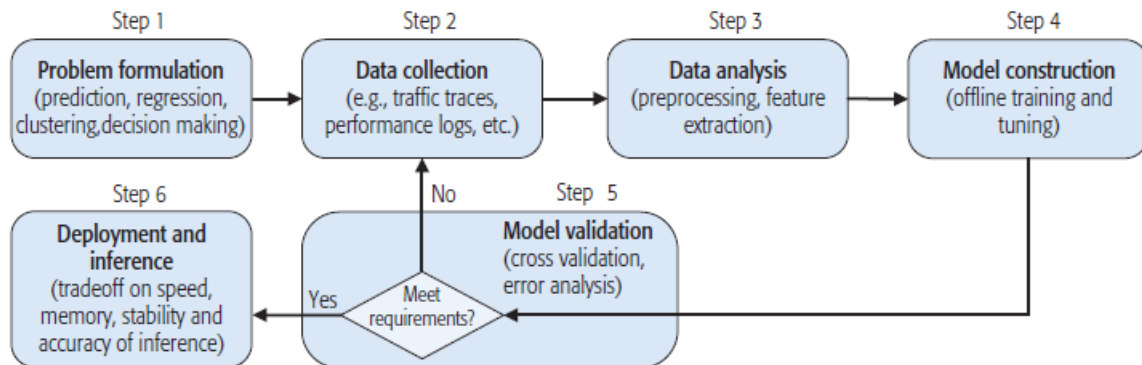 Step 1
Problem formulation
(prediction, regression,
clustering,decision making)
Step 2
Data collection
(e.g., traffic traces,
performance logs, etc.)
Step 3
Data analysis
(preprocessing, feature
extraction)
Step 4
Model construction
(offline training and
tuning)
Step 5
Model validation
(cross validation,
error analysis)
Meet
requirements?
No
Yes
Step 6
Deployment and
inference
(tradeoff on speed,
memory, stability and
accuracy of inference)